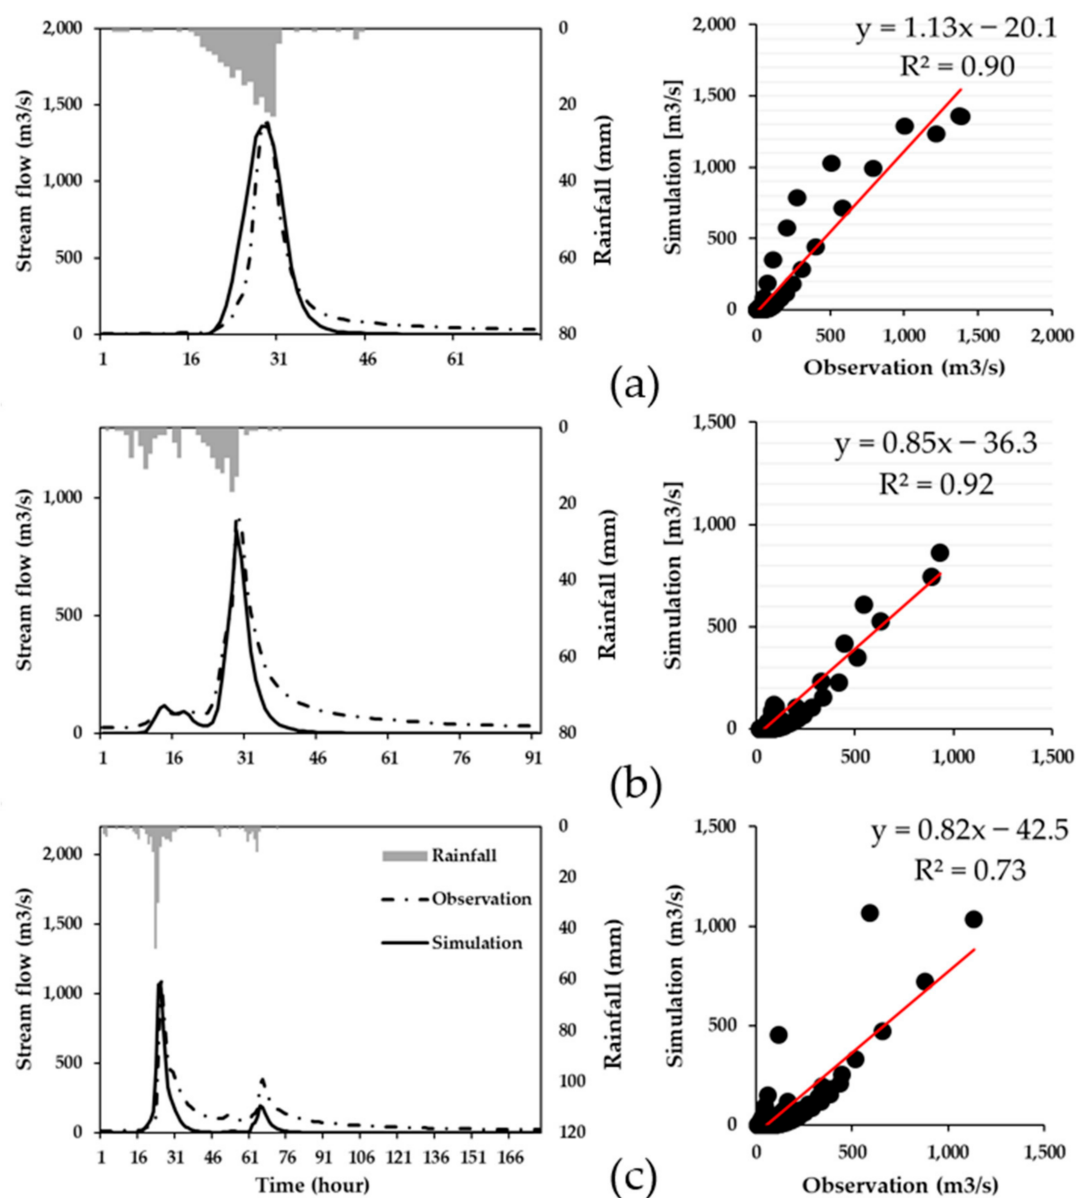 2,000
1,500
1,000
500
0
Stream flow (m3/s)
0
20
40
60
80
Rainfall (mm)
1 16 31 46 61
2,000
1,500
1,000
500
0
Simulation [m3/s]
y = 1.13x − 20.1
R² = 0.90
0 500 1,000 1,500 2,000
Observation (m3/s)
(a)
1,000
500
0
Stream flow (m3/s)
0
20
40
60
80
Rainfall (mm)
1 16 31 46 61 76 91
1,500
1,000
500
0
Simulation [m3/s]
y = 0.85x − 36.3
R² = 0.92
0 500 1,000 1,500
(b)
2,000
1,500
1,000
500
0
Stream flow (m3/s)
Rainfall
Observation
Simulation
0
20
40
60
80
100
120
Rainfall (mm)
1 16 31 46 61 76 91 106 121 136 151 166
Time (hour)
1,500
1,000
500
0
Simulation (m3/s)
y = 0.82x − 42.5
R² = 0.73
0 500 1,000 1,500
Observation (m3/s)
(c)